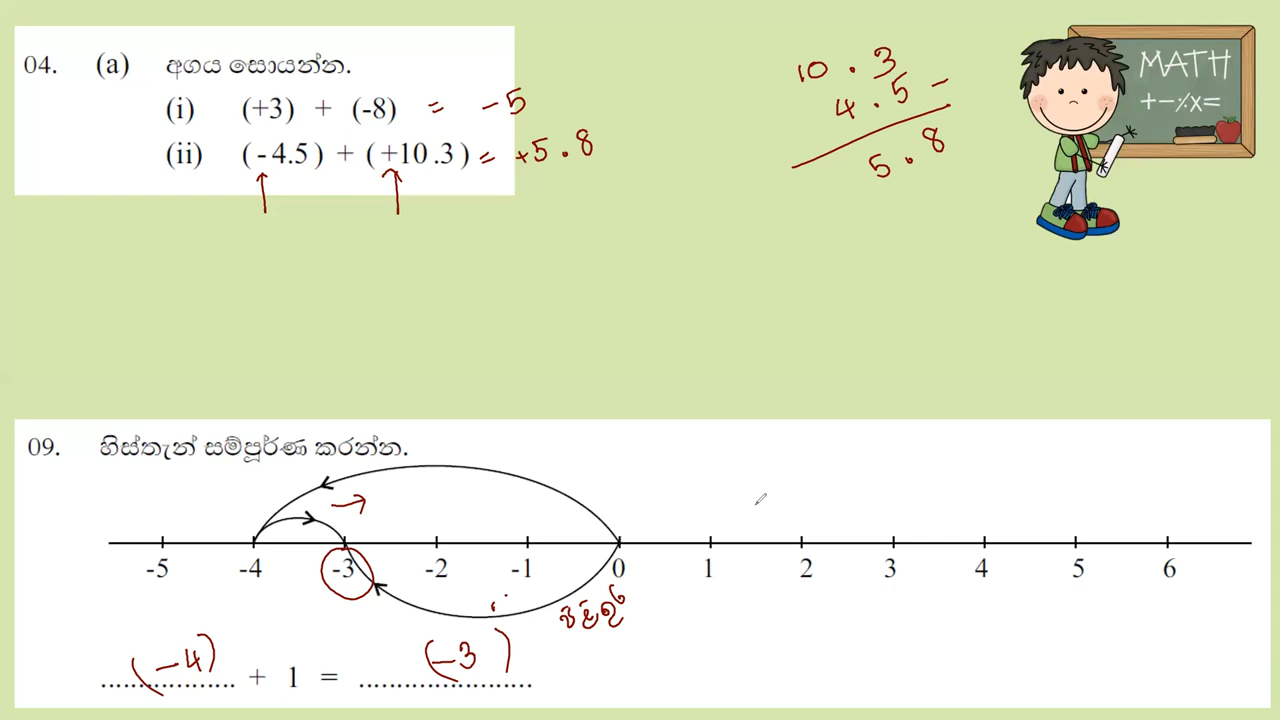 04. (a) අගය සොයන්න.
(i) (+3) + (-8) = -5
(ii) (-4.5) + (+10.3) = +5.8
10.3
4.5 -
5.8
MATH
+-٪x=
09. හිස්තැන් සම්පූර්ණ කරන්න.
-5 -4 -3 -2 -1 0 1 2 3 4 5 6
(-4) + 1 = (-3)